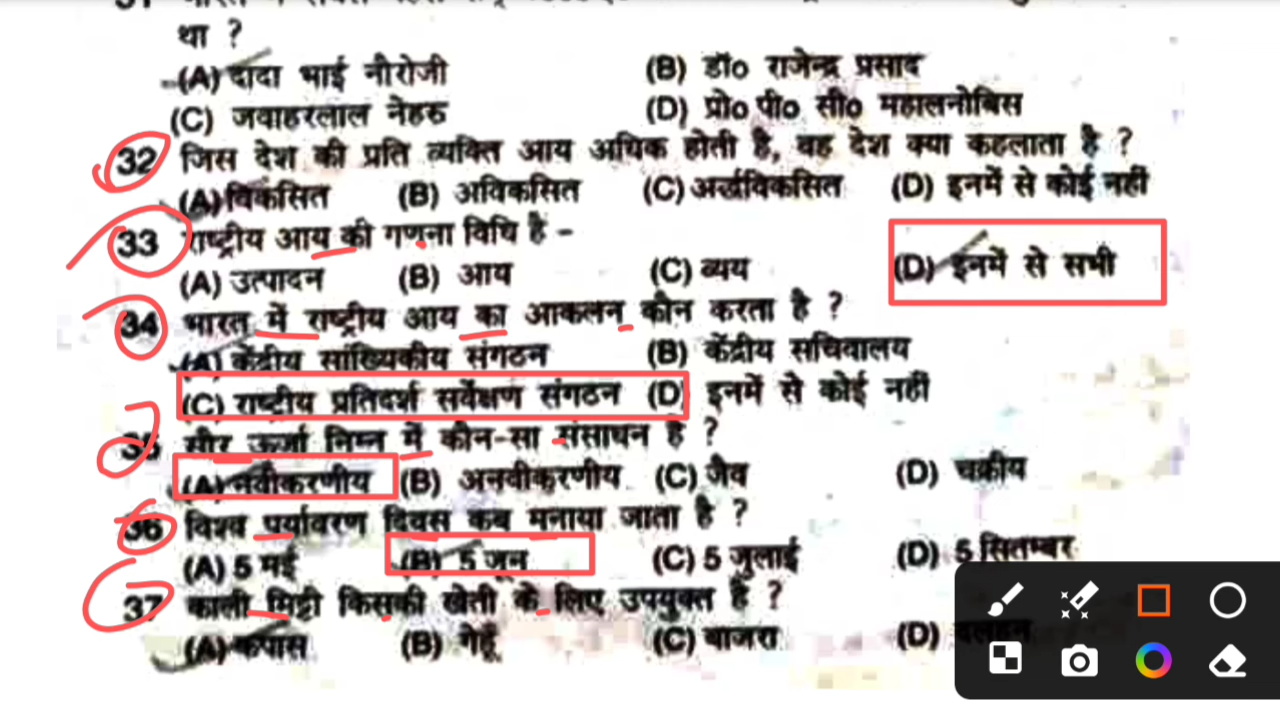 था ?
(A) दादा भाई नौरोजी (B) डॉ० राजेन्द्र प्रसाद
(C) जवाहरलाल नेहरु (D) प्रो० पी० सी० महालनोबिस
32 जिस देश की प्रति व्यक्ति आय अधिक होती है, वह देश क्या कहलाता है ?
(A) विकसित (B) अविकसित (C) अर्द्धविकसित (D) इनमें से कोई नहीं
33 राष्ट्रीय आय की गणना विधि है -
(A) उत्पादन (B) आय (C) व्यय (D) इनमें से सभी
34 भारत में राष्ट्रीय आय का आकलन कौन करता है ?
(A) केंद्रीय सांख्यिकीय संगठन (B) केंद्रीय सचिवालय
(C) राष्टीय प्रतिदर्श सर्वेक्षण संगठन (D) इनमें से कोई नहीं
35 सौर ऊर्जा निम्न में कौन-सा संसाधन है ?
(A) नवीकरणीय (B) अनवीकरणीय (C) जैव (D) चक्रीय
36 विश्व पर्यावरण दिवस कब मनाया जाता है ?
(A) 5 मई (B) 5 जून (C) 5 जुलाई (D) 5 सितम्बर
37 काली मिट्टी किसकी खेती के लिए उपयुक्त है ?
(A) कपास (B) गेहूँ (C) बाजरा (D) दलहन